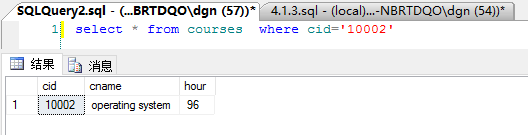 SQLQuery2.sql - (...BRTDQO\dgn (57))* 4.1.3.sql - (local)...-NBRTDQO\dgn (54))*
1 select * from courses  where cid='10002'
结果 消息
cid cname hour
1 10002 operating system 96